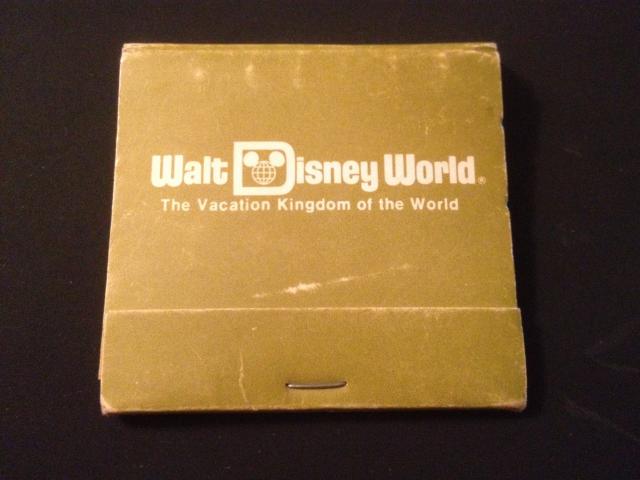 Walt Disney World®
The Vacation Kingdom of the World